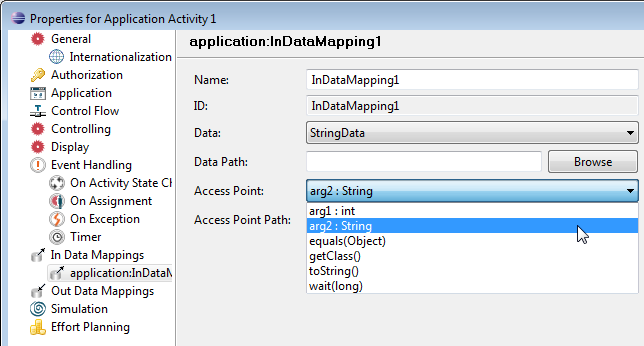 Properties for Application Activity 1
General
Internationalization
Authorization
Application
Control Flow
Controlling
Display
Event Handling
On Activity State Ch
On Assignment
On Exception
Timer
In Data Mappings
application:InDataM
Out Data Mappings
Simulation
Effort Planning
application:InDataMapping1
Name: InDataMapping1
ID: InDataMapping1
Data: StringData
Data Path: Browse
Access Point: arg2 : String
Access Point Path:
arg1 : int
arg2 : String
equals(Object)
getClass()
toString()
wait(long)